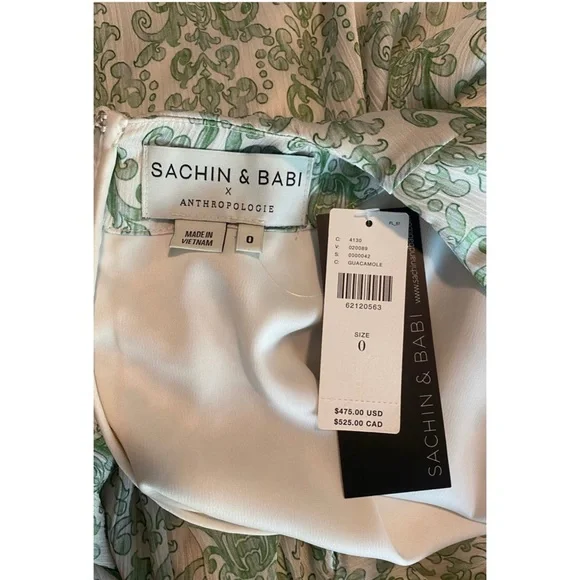 SACHIN & BABI
X
ANTHROPOLOGIE
MADE IN
VIETNAM
0
C 4130
V 020089
S 0300042
C GUACAMOLE
62120563
SIZE
0
$475.00 USD
$525.00 CAD
SACHIN & BABI